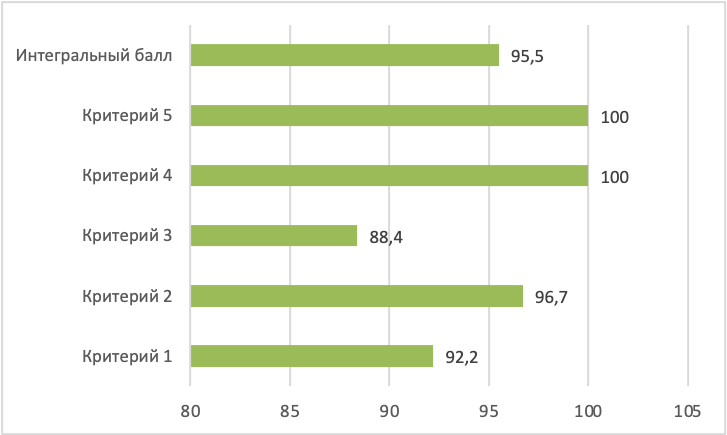 Интегральный балл 95,5
Критерий 5 100
Критерий 4 100
Критерий 3 88,4
Критерий 2 96,7
Критерий 1 92,2
80 85 90 95 100 105